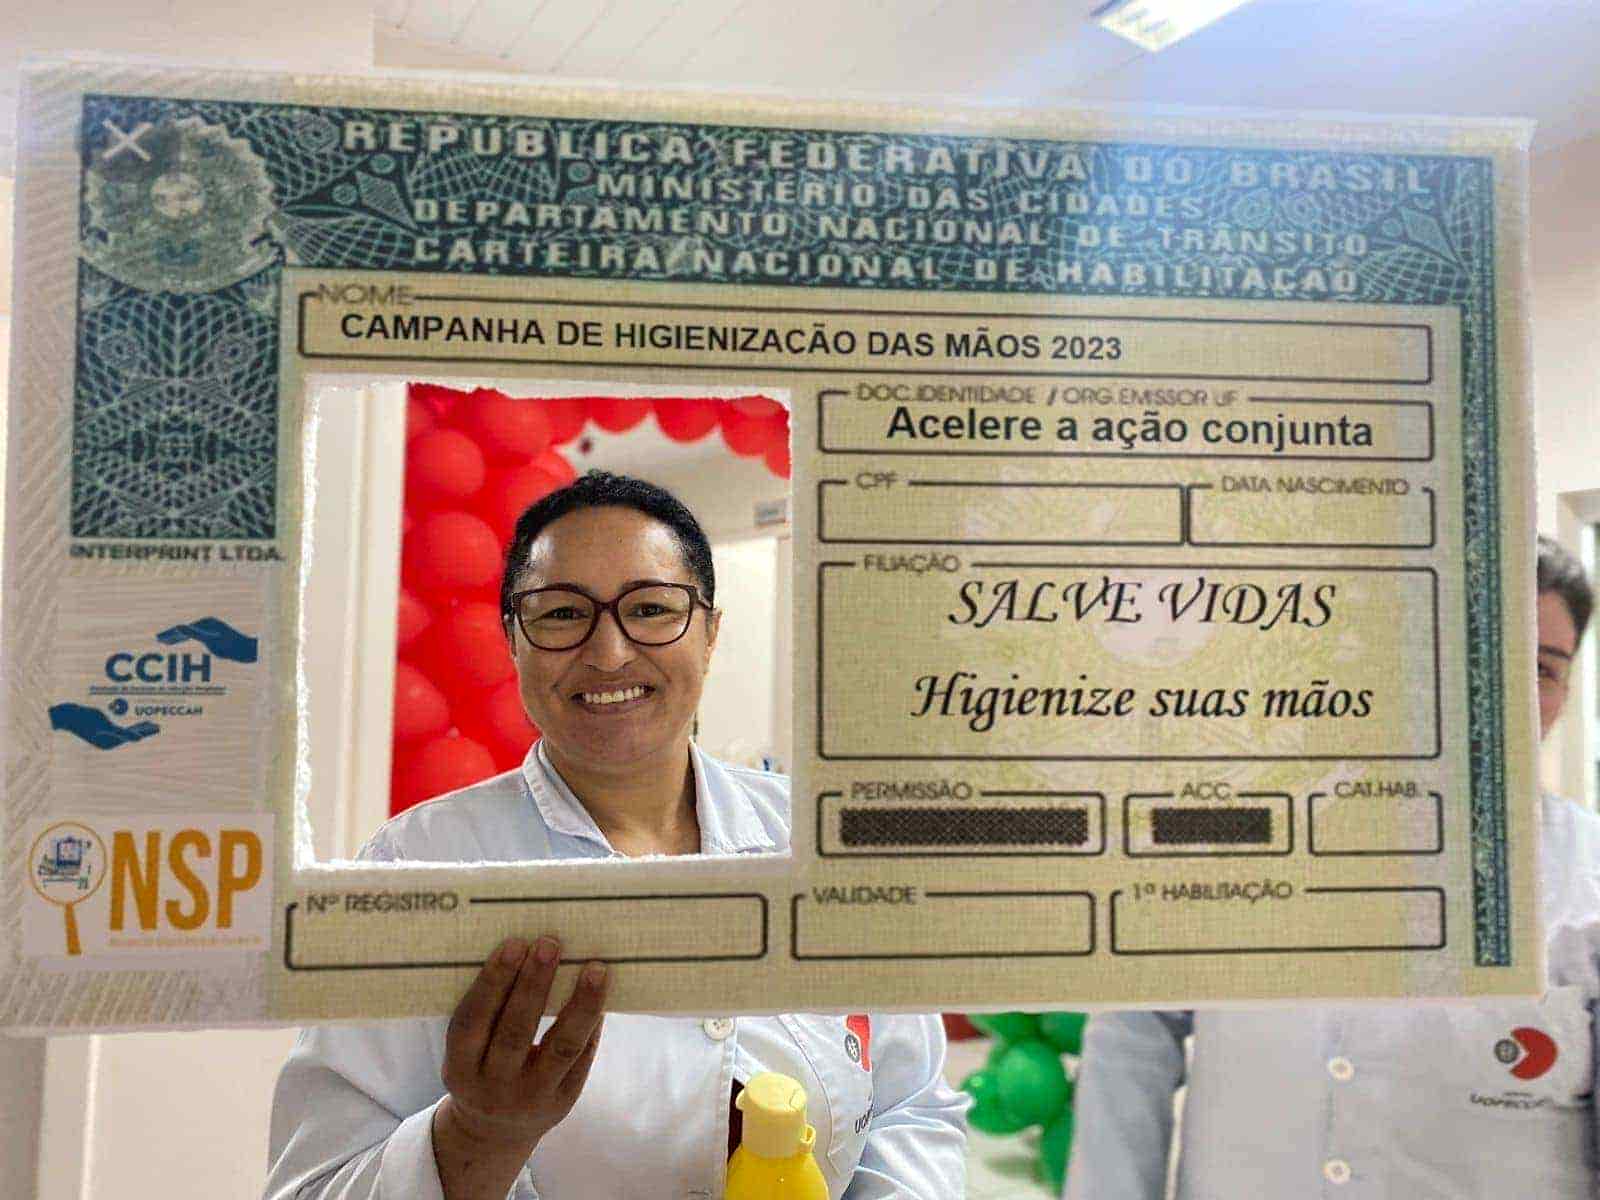 REPÚBLICA FEDERATIVA DO BRASIL
MINISTÉRIO DAS CIDADES
DEPARTAMENTO NACIONAL DE TRÂNSITO
CARTEIRA NACIONAL DE HABILITAÇÃO
NOME
CAMPANHA DE HIGIENIZAÇÃO DAS MÃOS 2023
DOC.IDENTIDADE / ORG.EMISSOR UF
Acelere a ação conjunta
CPF
DATA NASCIMENTO
INTERPRINT LTDA.
FILIAÇÃO
SALVE VIDAS
Higienize suas mãos
CCIH
UOPECCAN
PERMISSÃO
ACC
CAT.HAB.
NSP
Nº REGISTRO
VALIDADE
1ª HABILITAÇÃO
UOPECCAN